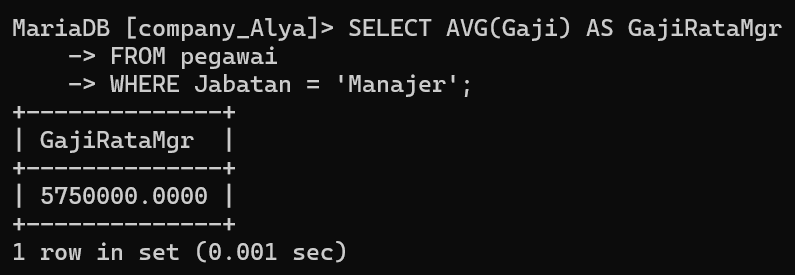 MariaDB [company_Alya]> SELECT AVG(Gaji) AS GajiRataMgr
    -> FROM pegawai
    -> WHERE Jabatan = 'Manajer';
+--------------+
| GajiRataMgr  |
+--------------+
| 5750000.0000 |
+--------------+
1 row in set (0.001 sec)